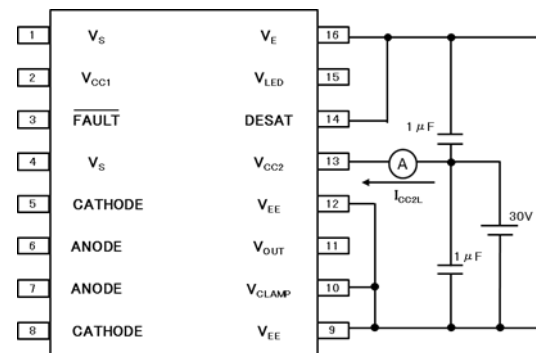 1 V_S V_E 16
2 V_CC1 V_LED 15
3 FAULT DESAT 14
1 μF
4 V_S V_CC2 13 A
I_CC2L
5 CATHODE V_EE 12
30V
6 ANODE V_OUT 11
1 μF
7 ANODE V_CLAMP 10
8 CATHODE V_EE 9